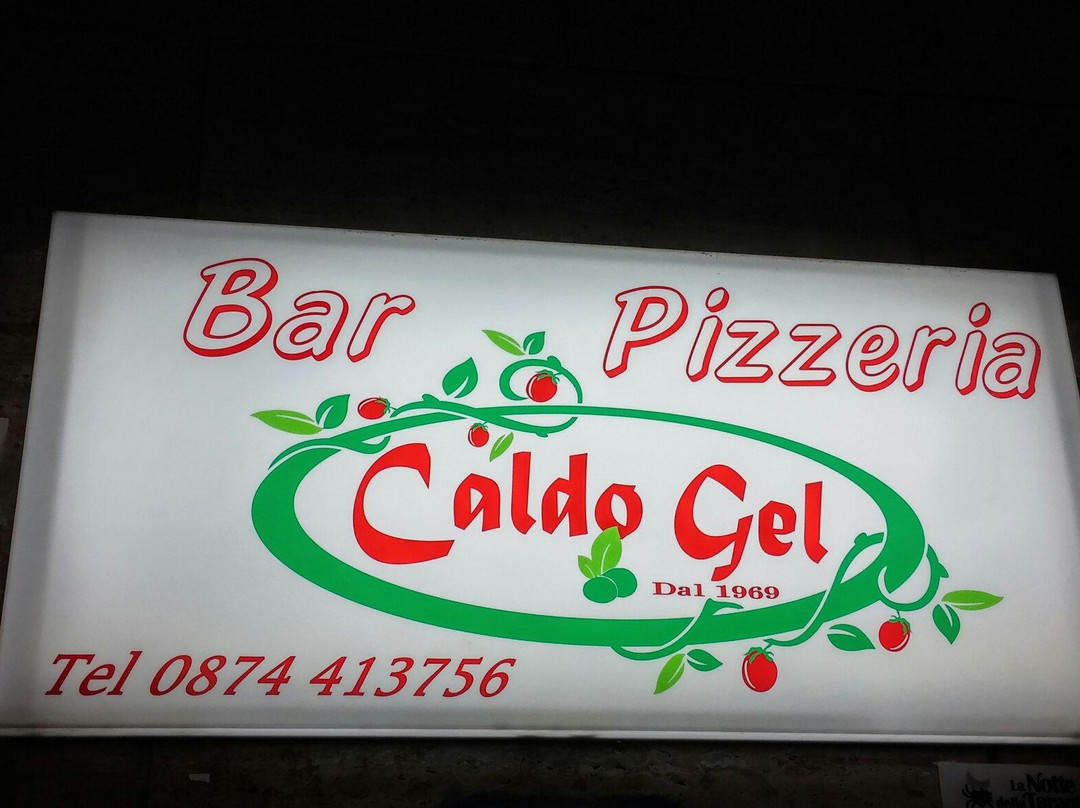 Bar Pizzeria
Caldo Gel
Dal 1969
Tel 0874 413756
La Notte